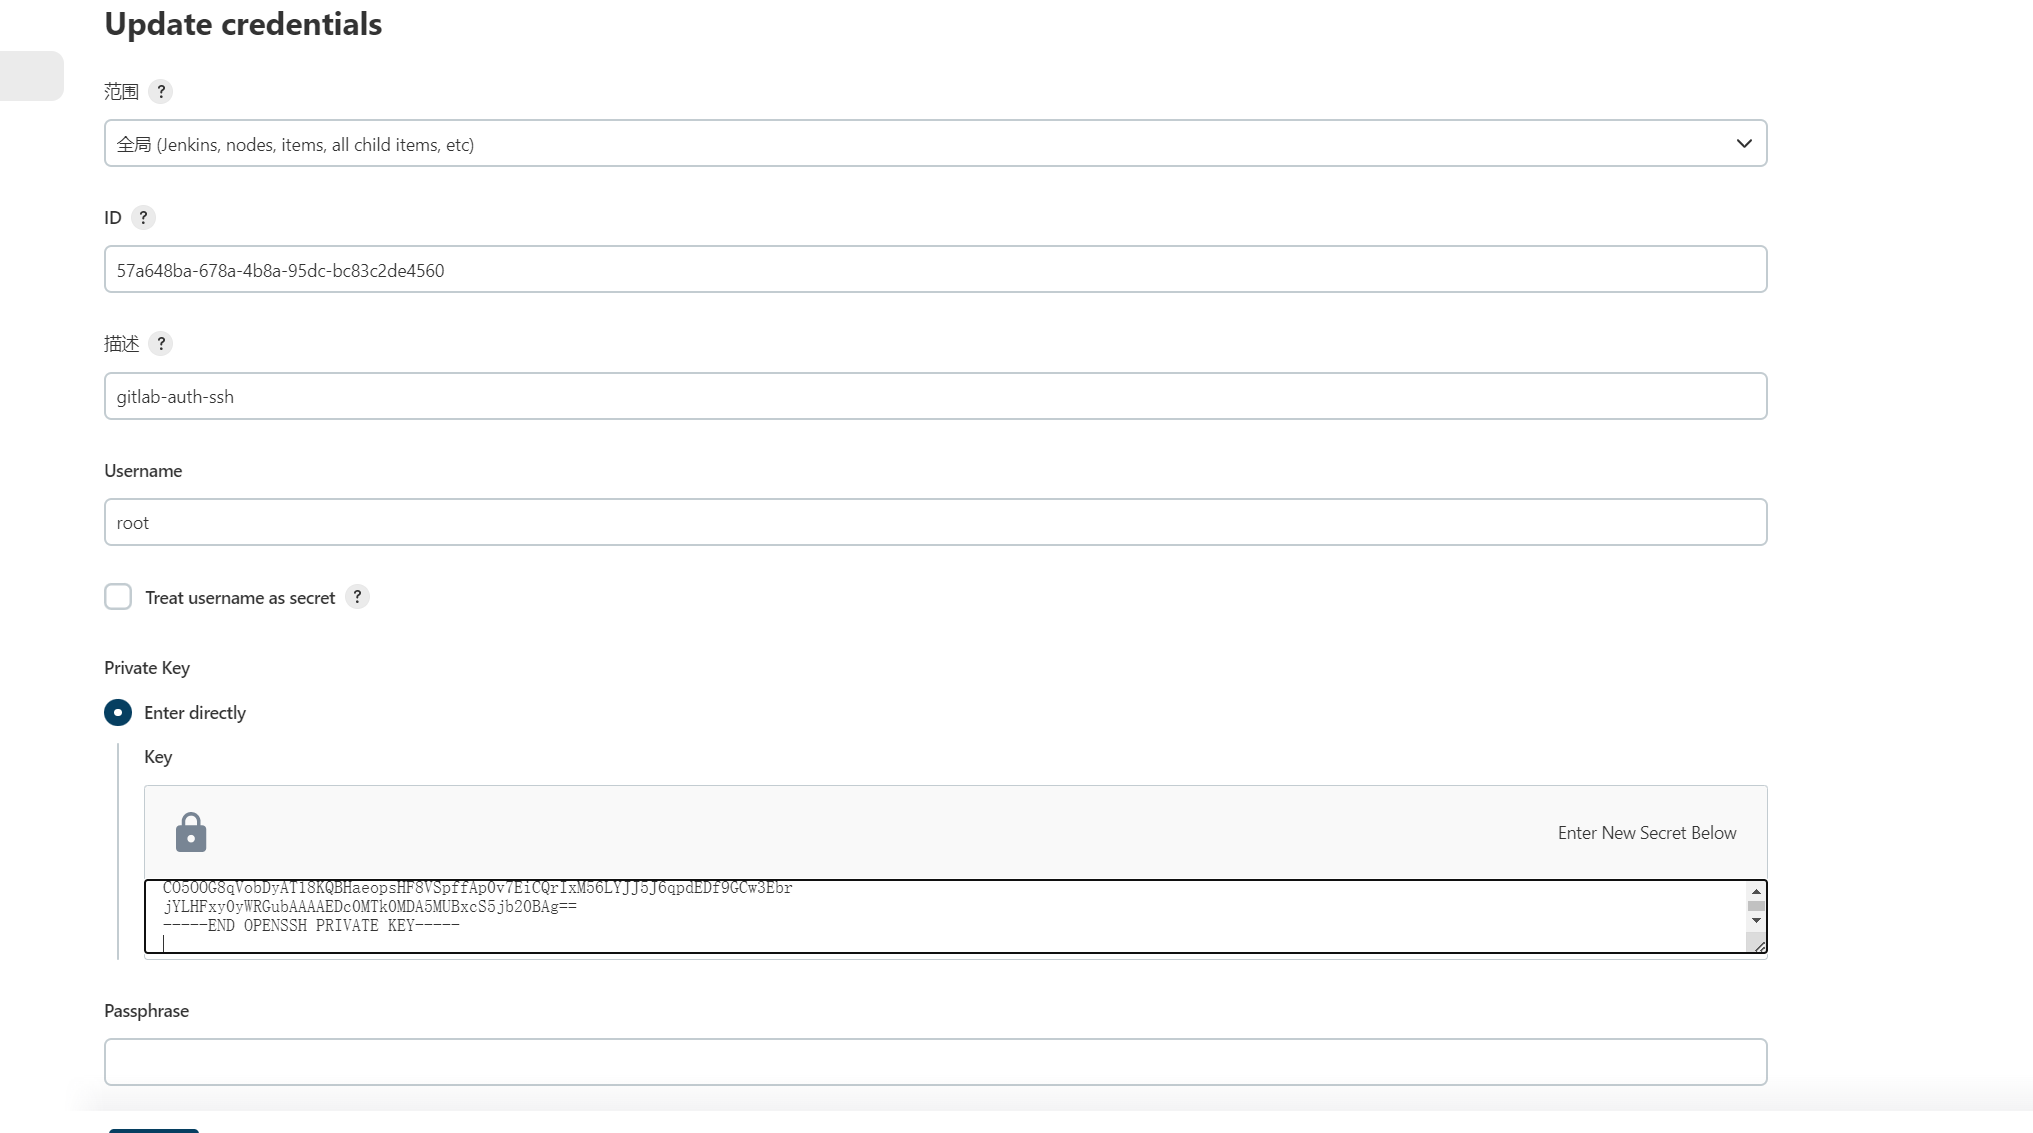 Update credentials
范围 ?
全局 (Jenkins, nodes, items, all child items, etc)
ID ?
57a648ba-678a-4b8a-95dc-bc83c2de4560
描述 ?
gitlab-auth-ssh
Username
root
Treat username as secret ?
Private Key
Enter directly
Key
Enter New Secret Below
CO5OOG8qVobDyAT18KQBHaeopsHF8VSpffApOv7EiCQrIxM56LYJJ5J6qpdEDf9GCw3Ebr
jYLHFxyOyWRGubAAAAEDcOMTkOMDA5MUBxcS5jb20BAg==
-----END OPENSSH PRIVATE KEY-----
Passphrase